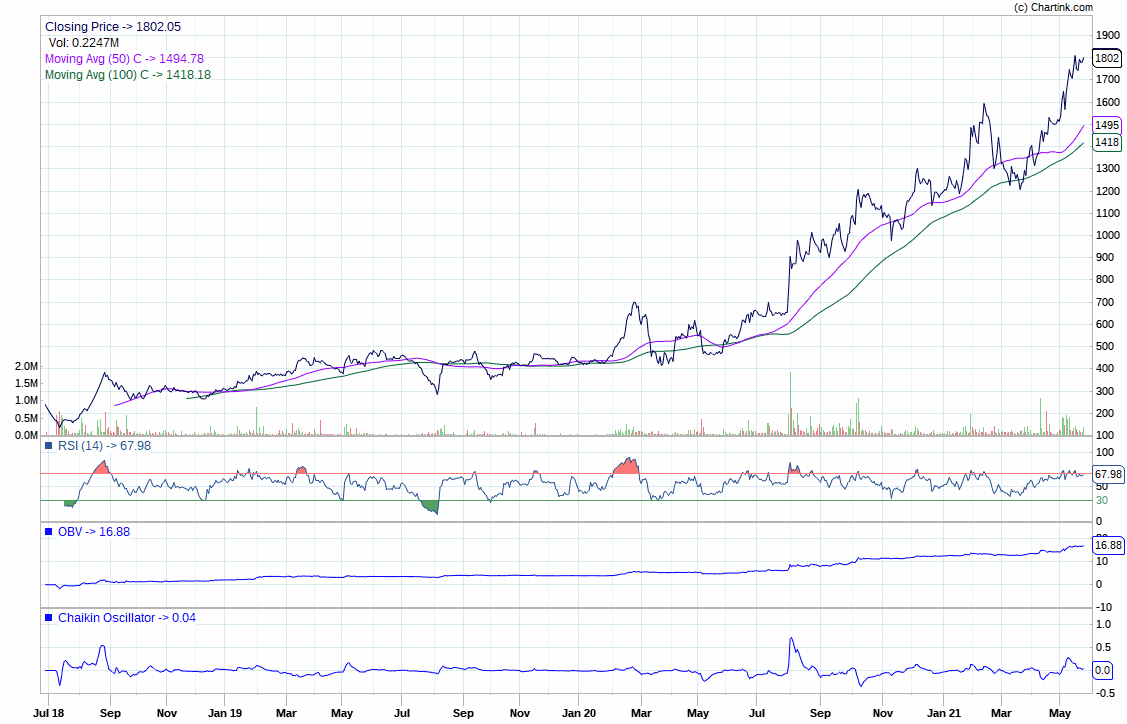 (c) Chartink.com
Closing Price -> 1802.05
Vol: 0.2247M
Moving Avg (50) C -> 1494.78
Moving Avg (100) C -> 1418.18
1900
1802
1700
1600
1495
1418
1300
1200
1100
1000
900
800
700
600
500
400
300
200
100
2.0M
1.5M
1.0M
0.5M
0.0M
RSI (14) -> 67.98
100
67.98
50
30
0
OBV -> 16.88
20
16.88
10
0
-10
Chaikin Oscillator -> 0.04
1.0
0.5
0.0
-0.5
Jul 18 Sep Nov Jan 19 Mar May Jul Sep Nov Jan 20 Mar May Jul Sep Nov Jan 21 Mar May